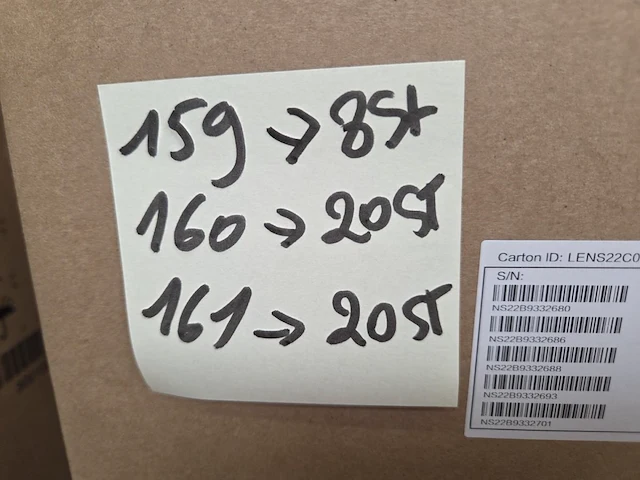 159 → 8St
160 → 20St
161 → 20St
Carton ID: LENS22C0
S/N:
NS22B9332680
NS22B9332686
NS22B9332688
NS22B9332693
NS22B9332701